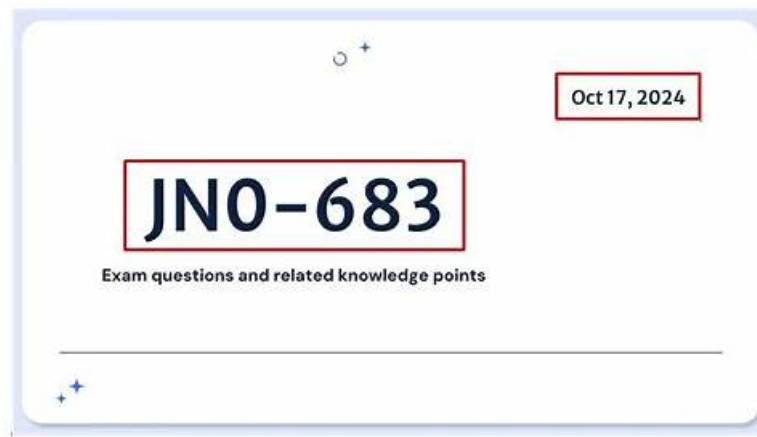 Oct 17, 2024
JN0-683
Exam questions and related knowledge points